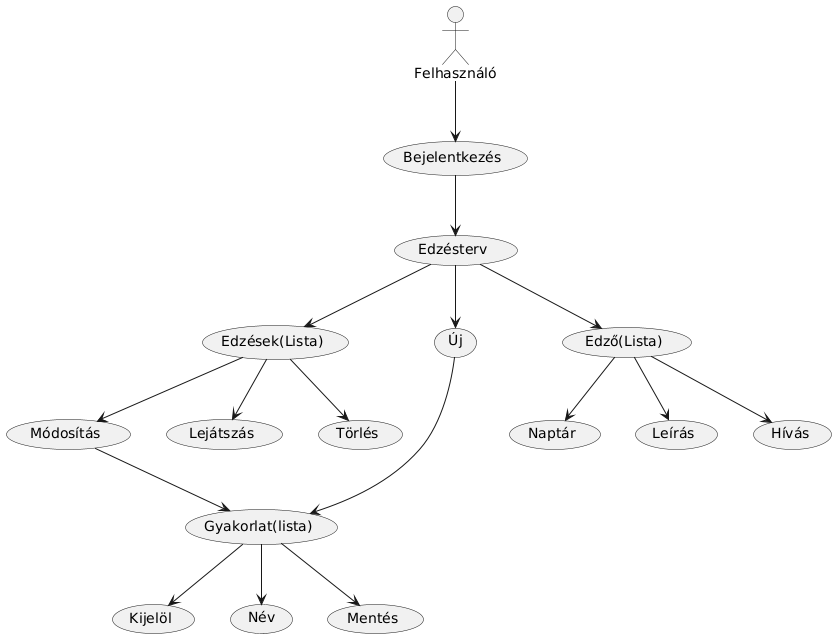 Felhasználó
Bejelentkezés
Edzésterv
Edzések(Lista)
Új
Edző(Lista)
Módosítás
Lejátszás
Törlés
Naptár
Leírás
Hívás
Gyakorlat(lista)
Kijelöl
Név
Mentés